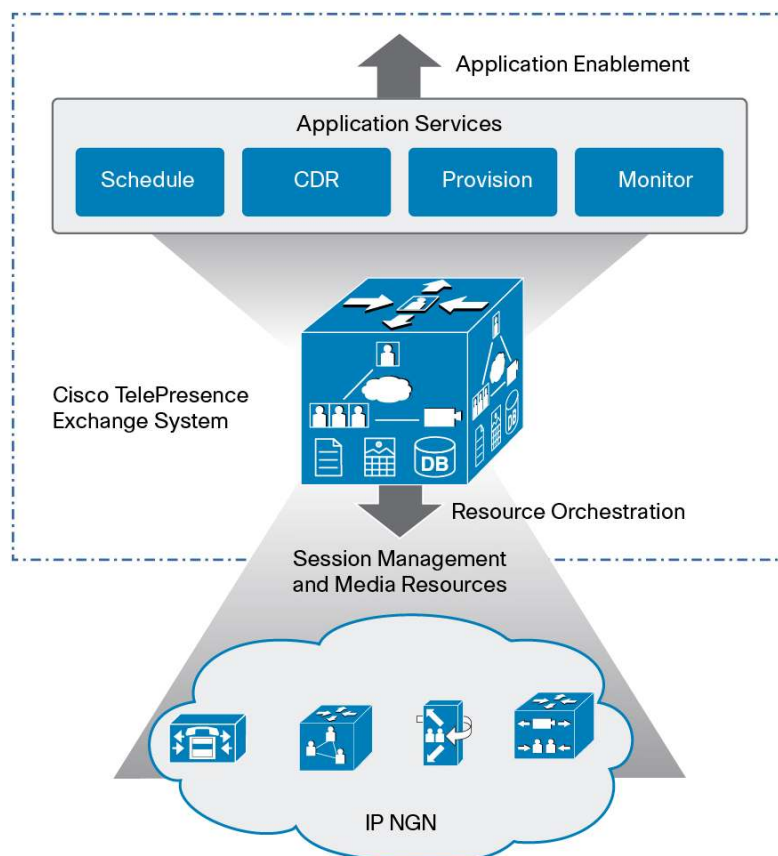 Application Enablement
Application Services
Schedule
CDR
Provision
Monitor
Cisco TelePresence
Exchange System
DB
DB
Resource Orchestration
Session Management
and Media Resources
IP NGN